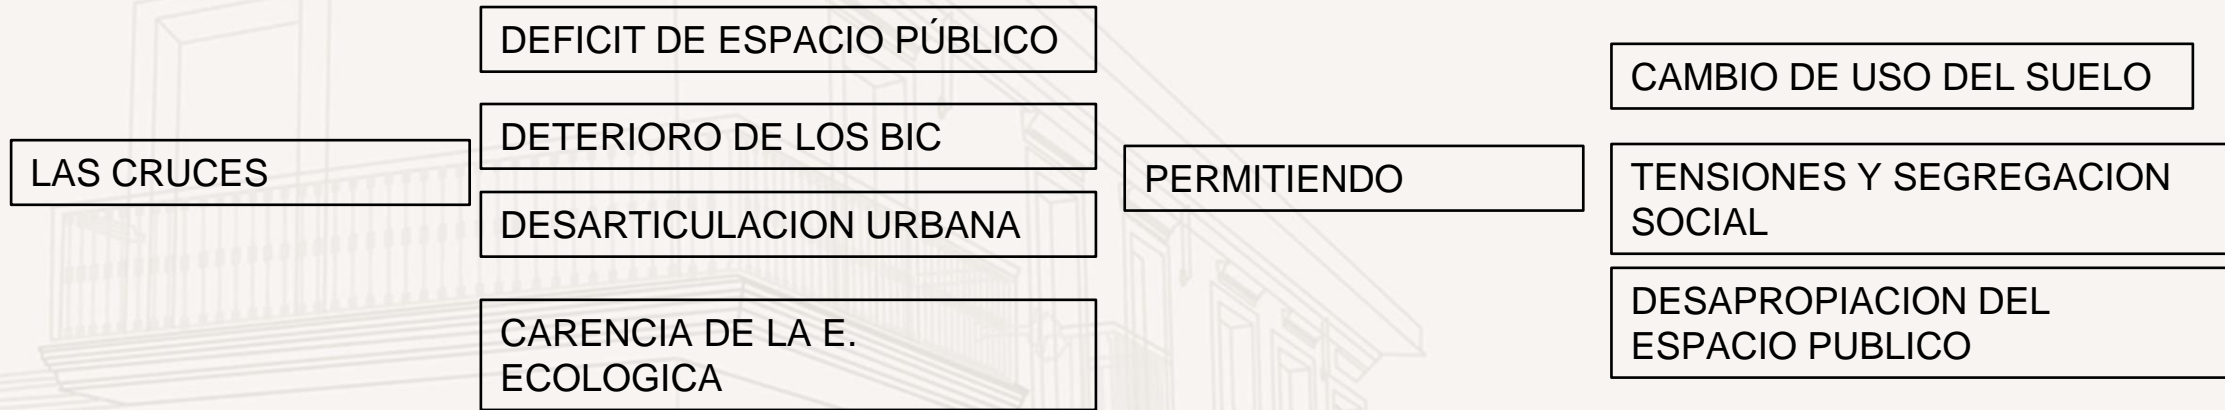 LAS CRUCES
DEFICIT DE ESPACIO PÚBLICO
DETERIORO DE LOS BIC
DESARTICULACION URBANA
CARENCIA DE LA E.
ECOLOGICA
PERMITIENDO
CAMBIO DE USO DEL SUELO
TENSIONES Y SEGREGACION
SOCIAL
DESAPROPIACION DEL
ESPACIO PUBLICO